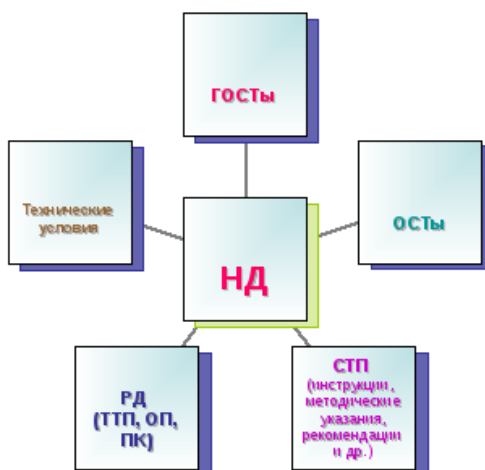 ГОСТы
Технические
условия
ОСТы
НД
РД
(ТТП, ОП,
ПК)
СТП
(инструкции,
методические
указания,
рекомендации
и др.)